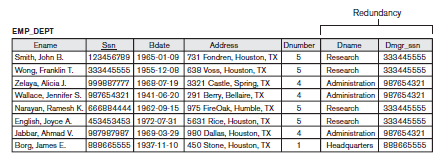 Redundancy
EMP_DEPT
Ename Ssn Bdate Address Dnumber Dname Dmgr_ssn
Smith, John B. 123456789 1965-01-09 731 Fondren, Houston, TX 5 Research 333445555
Wong, Franklin T. 333445555 1955-12-08 638 Voss, Houston, TX 5 Research 333445555
Zelaya, Alicia J. 999887777 1968-07-19 3321 Castle, Spring, TX 4 Administration 987654321
Wallace, Jennifer S. 987654321 1941-06-20 291 Berry, Bellaire, TX 4 Administration 987654321
Narayan, Ramesh K. 666884444 1962-09-15 975 FireOak, Humble, TX 5 Research 333445555
English, Joyce A. 453453453 1972-07-31 5631 Rice, Houston, TX 5 Research 333445555
Jabbar, Ahmad V. 987987987 1969-03-29 980 Dallas, Houston, TX 4 Administration 987654321
Borg, James E. 888665555 1937-11-10 450 Stone, Houston, TX 1 Headquarters 888665555